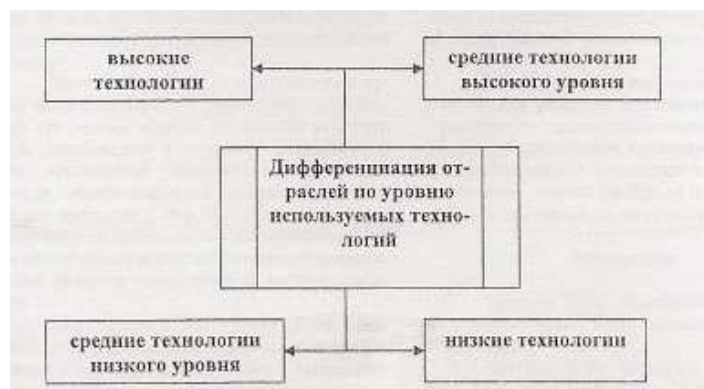 высокие
технологии
средние технологии
высокого уровня
Дифференциация от-
раслей по уровню
используемых техно-
логий
средние технологии
низкого уровня
низкие технологии